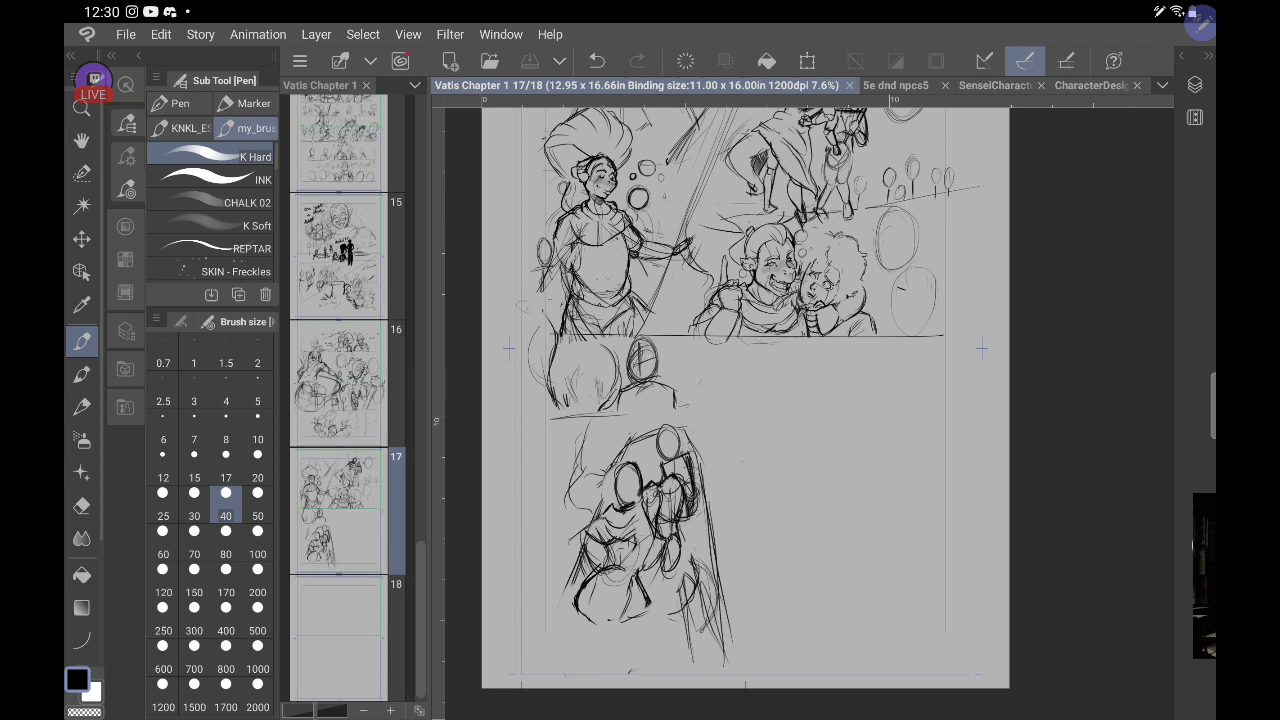 12:30
File Edit Story Animation Layer Select View Filter Window Help
LIVE
Sub Tool [Pen]
Pen Marker
KNKL_ES my_brus
K Hard
INK
CHALK 02
K Soft
REPTAR
SKIN - Freckles
Brush size [
0.7 1 1.5 2
2.5 3 4 5
6 7 8 10
12 15 17 20
25 30 40 50
60 70 80 100
120 150 170 200
250 300 400 500
600 700 800 1000
1200 1500 1700 2000
Vatis Chapter 1
15
16
17
18
Vatis Chapter 1 17/18 (12.95 x 16.66in Binding size:11.00 x 16.00in 1200dpi 7.6%) 5e dnd npcs5 SenseiCharact CharacterDesig
0 10
10